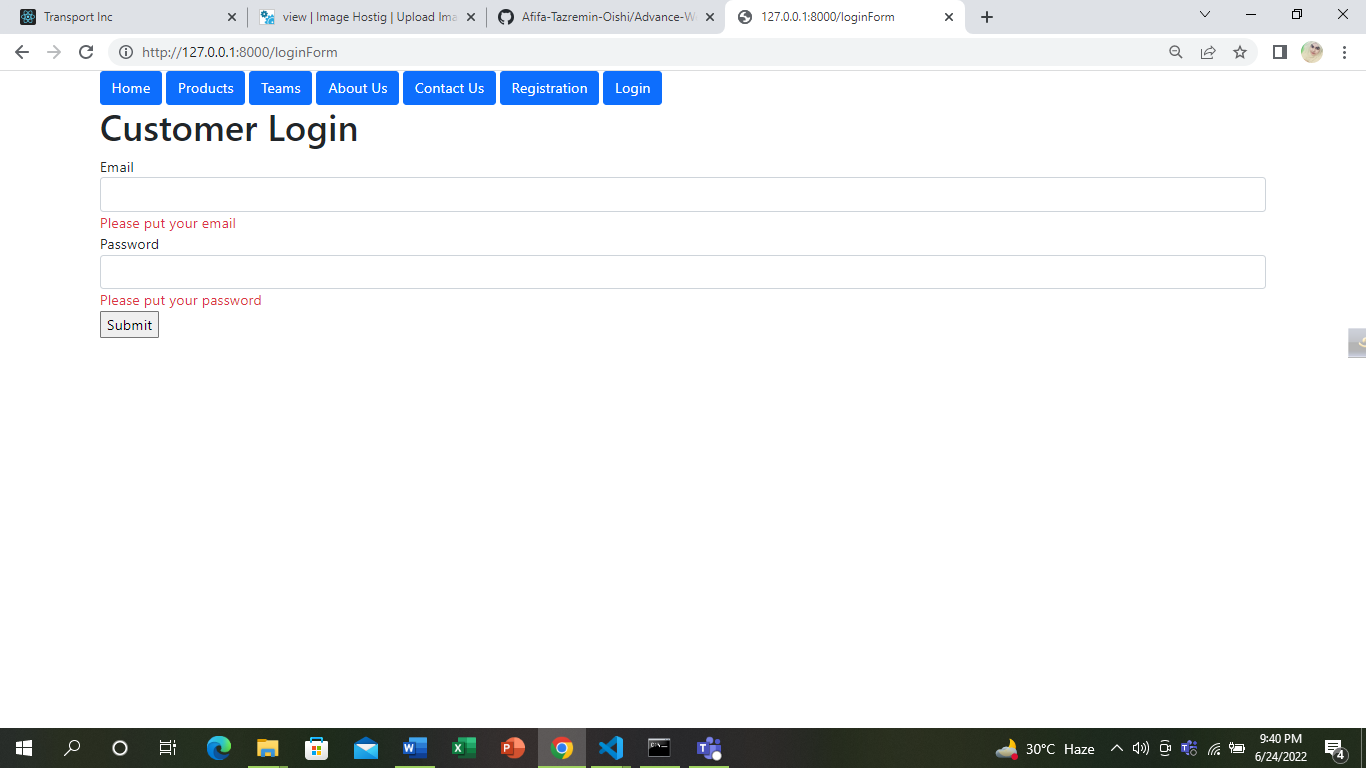 Transport Inc
view | Image Hostig | Upload Ima
Afifa-Tazremin-Oishi/Advance-We
127.0.0.1:8000/loginForm
http://127.0.0.1:8000/loginForm
Home Products Teams About Us Contact Us Registration Login
Customer Login
Email
Please put your email
Password
Please put your password
Submit
30°C Haze
9:40 PM
6/24/2022
4